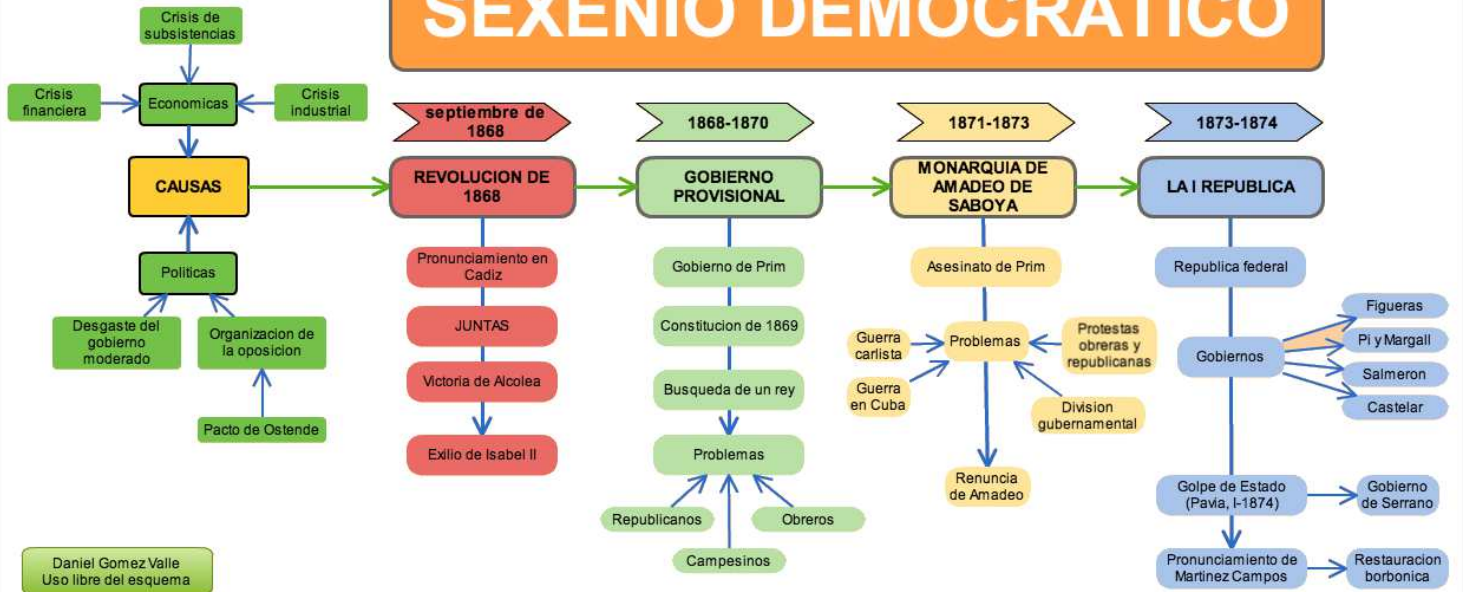 SEXENIO DEMOCRATICO
Crisis de
subsistencias
Crisis
financiera
Economicas
Crisis
industrial
CAUSAS
Politicas
Desgaste del
gobierno
moderado
Organizacion de
la oposicion
Pacto de Ostende
septiembre de
1868
REVOLUCION DE
1868
Pronunciamiento en
Cadiz
JUNTAS
Victoria de Alcolea
Exilio de Isabel II
1868-1870
GOBIERNO
PROVISIONAL
Gobierno de Prim
Constitucion de 1869
Busqueda de un rey
Problemas
Republicanos
Obreros
Campesinos
1871-1873
MONARQUIA DE
AMADEO DE
SABOYA
Asesinato de Prim
Problemas
Guerra
carlista
Guerra
en Cuba
Protestas
obreras y
republicanas
Division
gubernamental
Renuncia
de Amadeo
1873-1874
LA I REPUBLICA
Republica federal
Gobiernos
Figueras
Pi y Margall
Salmeron
Castelar
Golpe de Estado
(Pavia, I-1874)
Gobierno
de Serrano
Pronunciamiento de
Martinez Campos
Restauracion
borbonica
Daniel Gomez Valle
Uso libre del esquema